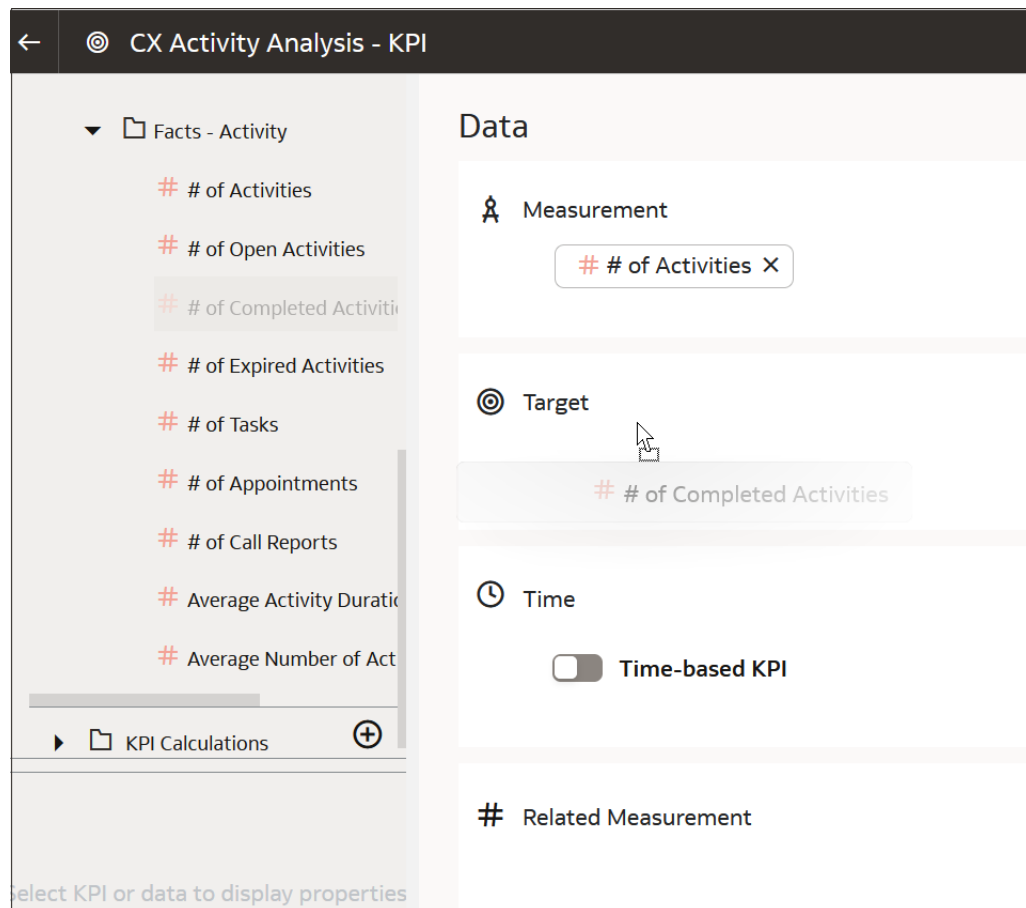 CX Activity Analysis - KPI
Facts - Activity
# # of Activities
# # of Open Activities
# # of Completed Activitie
# # of Expired Activities
# # of Tasks
# # of Appointments
# # of Call Reports
# Average Activity Duratio
# Average Number of Act
KPI Calculations
Select KPI or data to display properties
Data
Measurement
# # of Activities ×
Target
# # of Completed Activities
Time
Time-based KPI
# Related Measurement